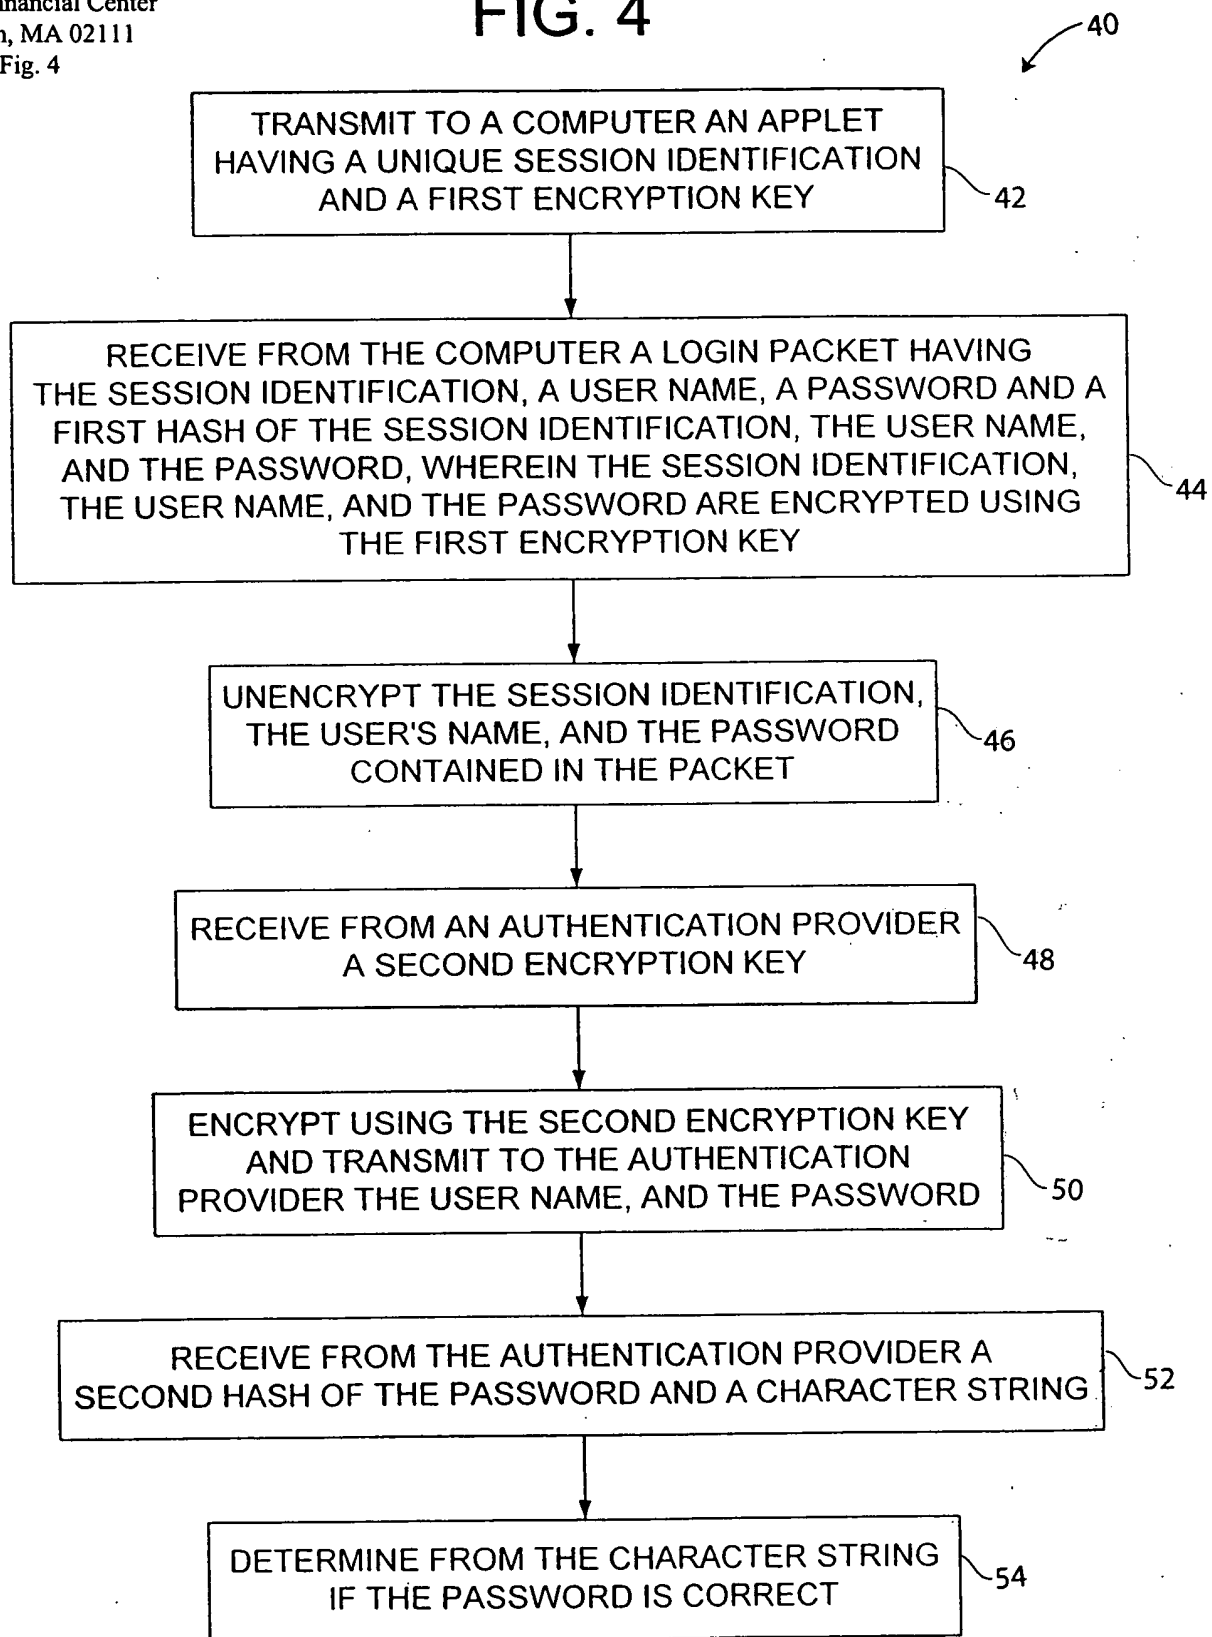 FIG. 4
Financial Center
MA 02111
Fig. 4
40
TRANSMIT TO A COMPUTER AN APPLET
HAVING A UNIQUE SESSION IDENTIFICATION
AND A FIRST ENCRYPTION KEY
42
RECEIVE FROM THE COMPUTER A LOGIN PACKET HAVING
THE SESSION IDENTIFICATION, A USER NAME, A PASSWORD AND A
FIRST HASH OF THE SESSION IDENTIFICATION, THE USER NAME,
AND THE PASSWORD, WHEREIN THE SESSION IDENTIFICATION,
THE USER NAME, AND THE PASSWORD ARE ENCRYPTED USING
THE FIRST ENCRYPTION KEY
44
UNENCRYPT THE SESSION IDENTIFICATION,
THE USER'S NAME, AND THE PASSWORD
CONTAINED IN THE PACKET
46
RECEIVE FROM AN AUTHENTICATION PROVIDER
A SECOND ENCRYPTION KEY
48
ENCRYPT USING THE SECOND ENCRYPTION KEY
AND TRANSMIT TO THE AUTHENTICATION
PROVIDER THE USER NAME, AND THE PASSWORD
50
RECEIVE FROM THE AUTHENTICATION PROVIDER A
SECOND HASH OF THE PASSWORD AND A CHARACTER STRING
52
DETERMINE FROM THE CHARACTER STRING
IF THE PASSWORD IS CORRECT
54